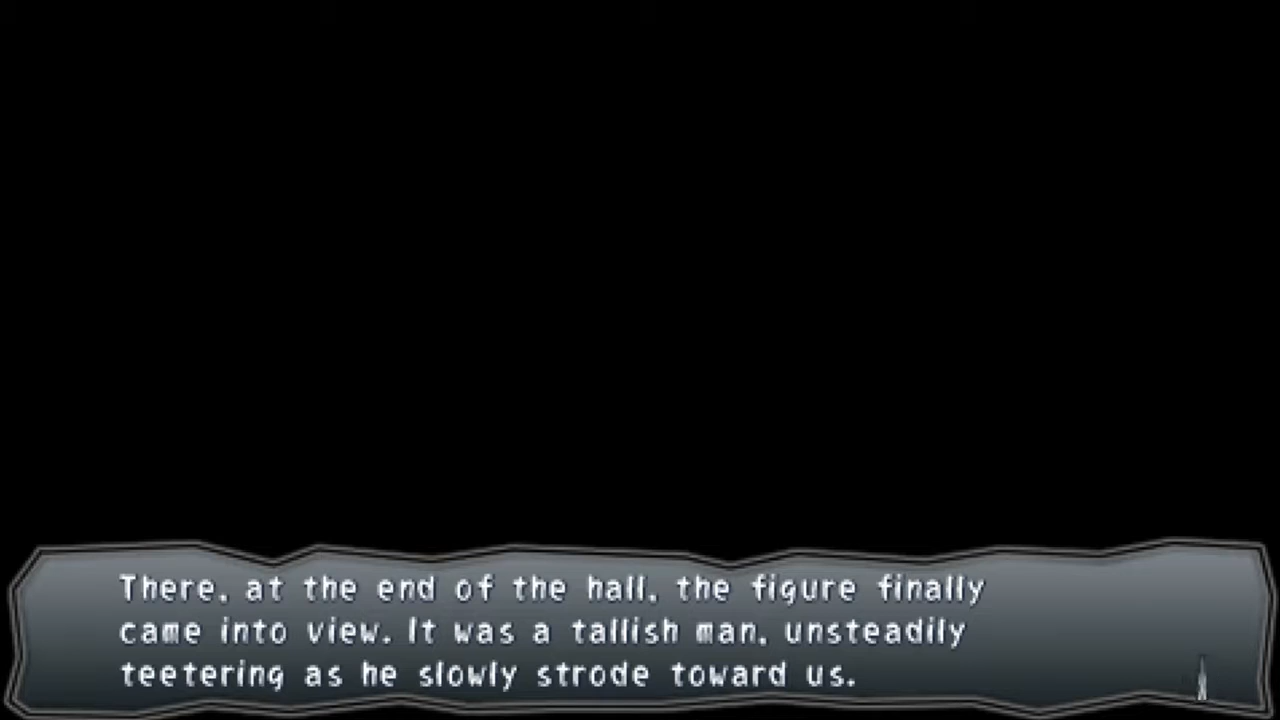 There, at the end of the hall, the figure finally
came into view. It was a tallish man, unsteadily
teetering as he slowly strode toward us.